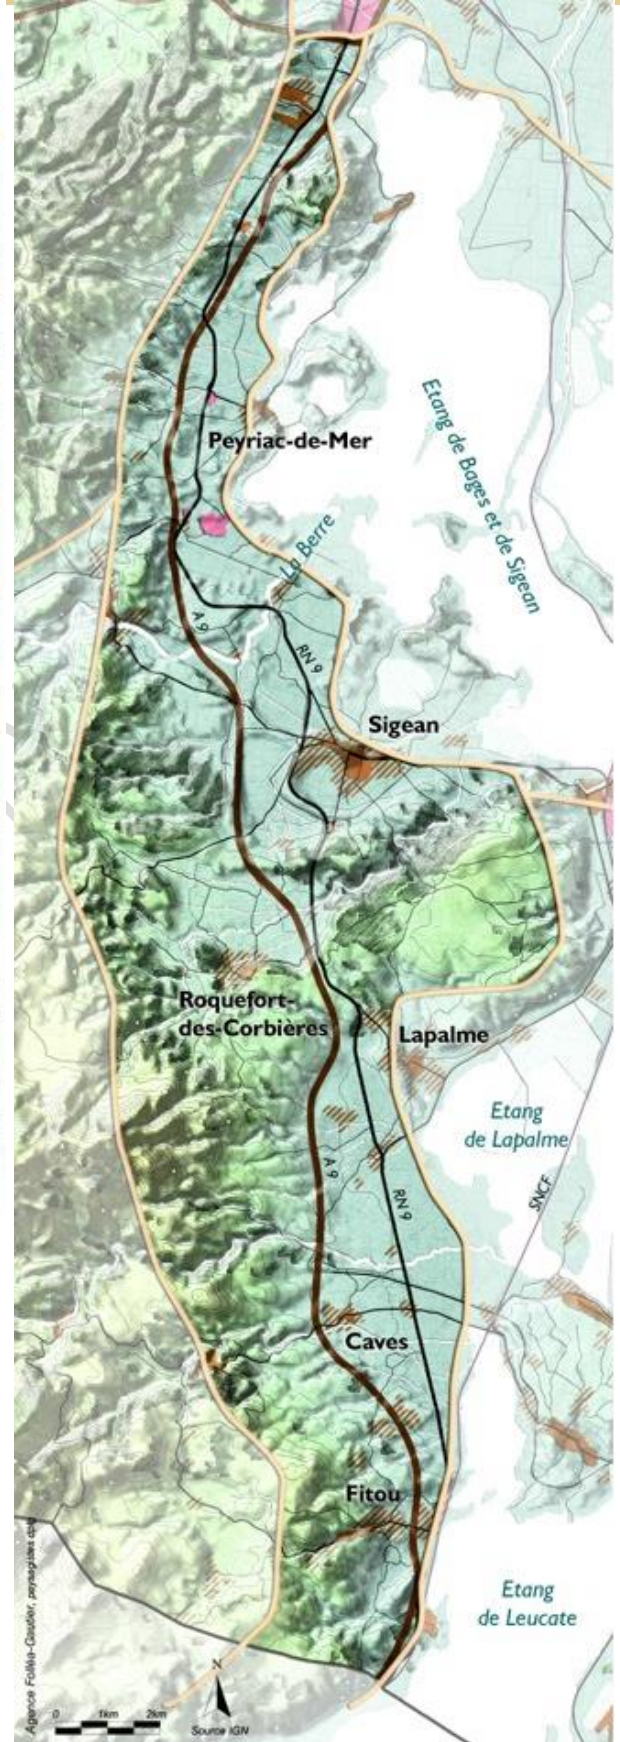 Etang de Bages et de Sigean
Peyriac-de-Mer
La Berre
A 9
RN 9
Sigean
Roquefort-
des-Corbières
Lapalme
Etang
de Lapalme
SNCF
A 9
RN 9
Caves
Fitou
Etang
de Leucate
Agence Folléa-Gautier, paysagistes dplg
N
0 1km 2km
Source IGN